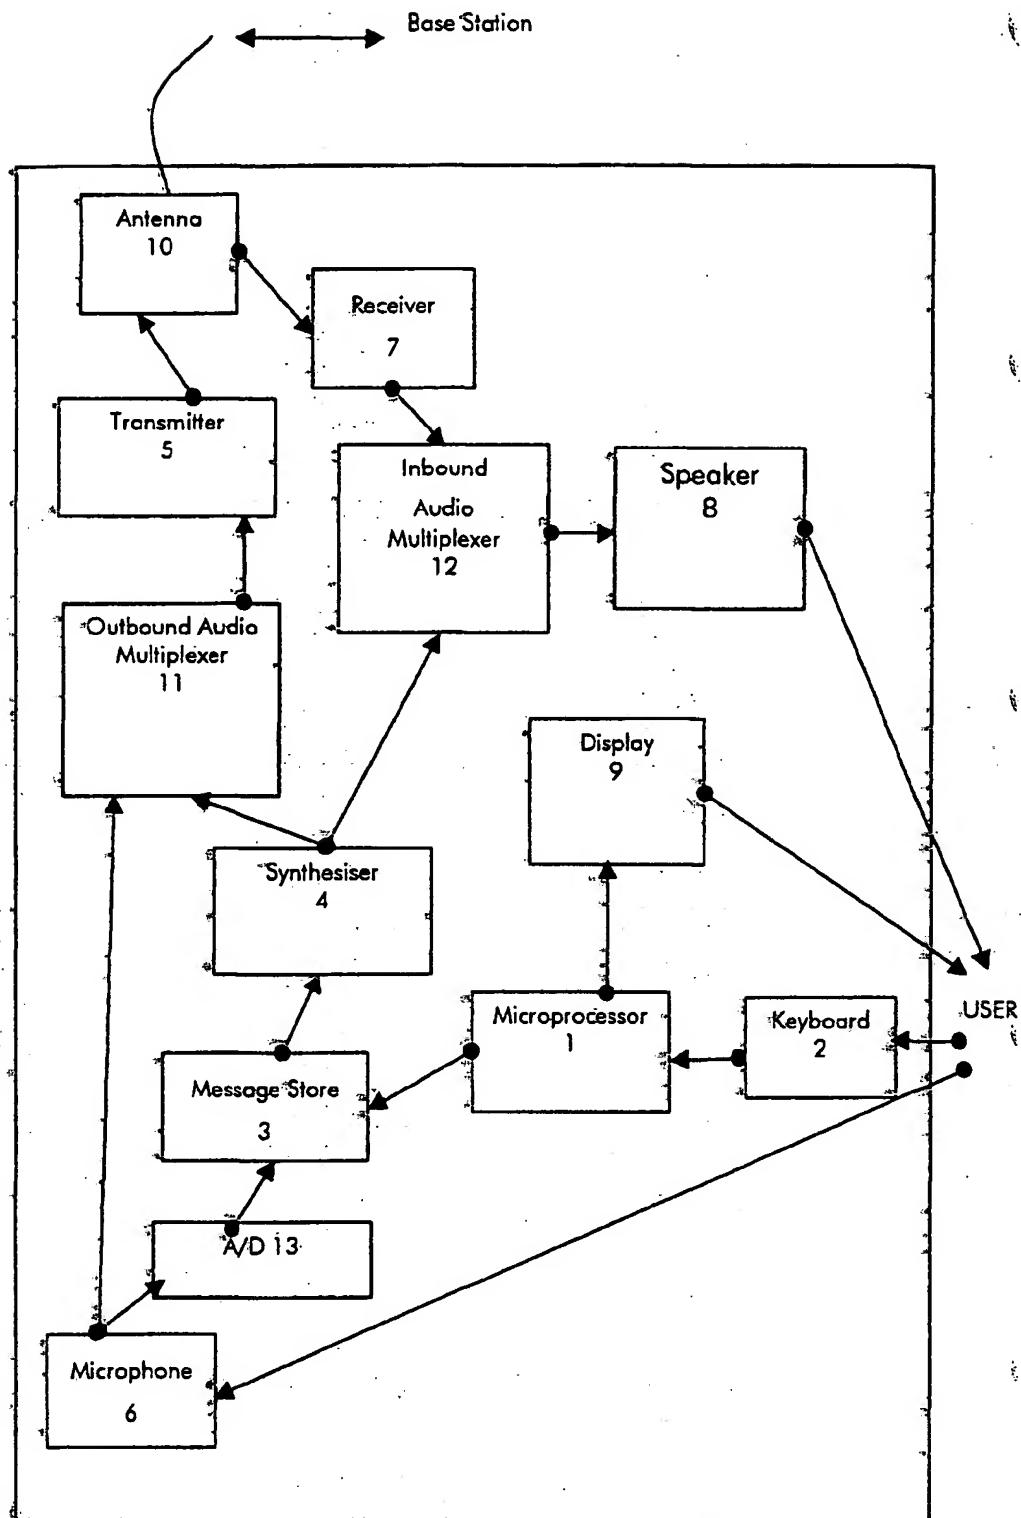 Base Station
Antenna
10
Receiver
7
Transmitter
5
Inbound
Audio
Multiplexer
12
Speaker
8
Outbound Audio
Multiplexer
11
Display
9
Synthesiser
4
Microprocessor
1
Keyboard
2
USER
Message Store
3
A/D 13
Microphone
6